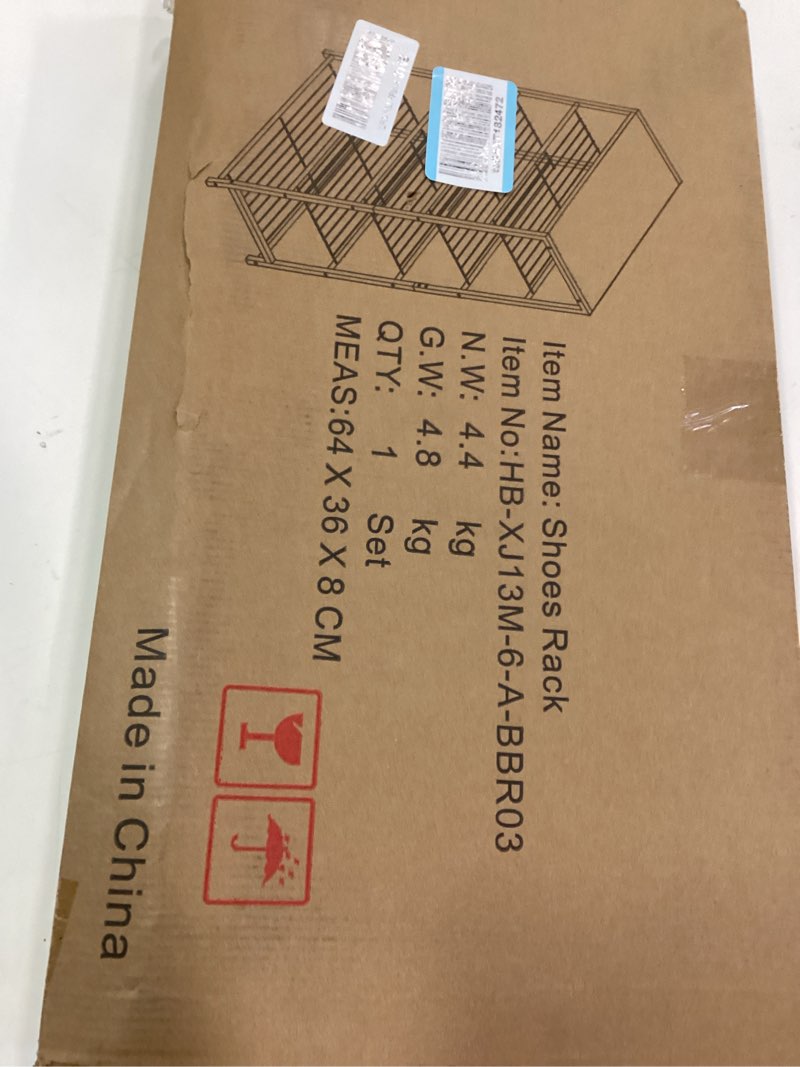 Item Name: Shoes Rack
Item No:HB-XJ13M-6-A-BBR03
N.W: 4.4 kg
G.W: 4.8 kg
QTY: 1 Set
MEAS:64 X 36 X 8 CM
Made in China